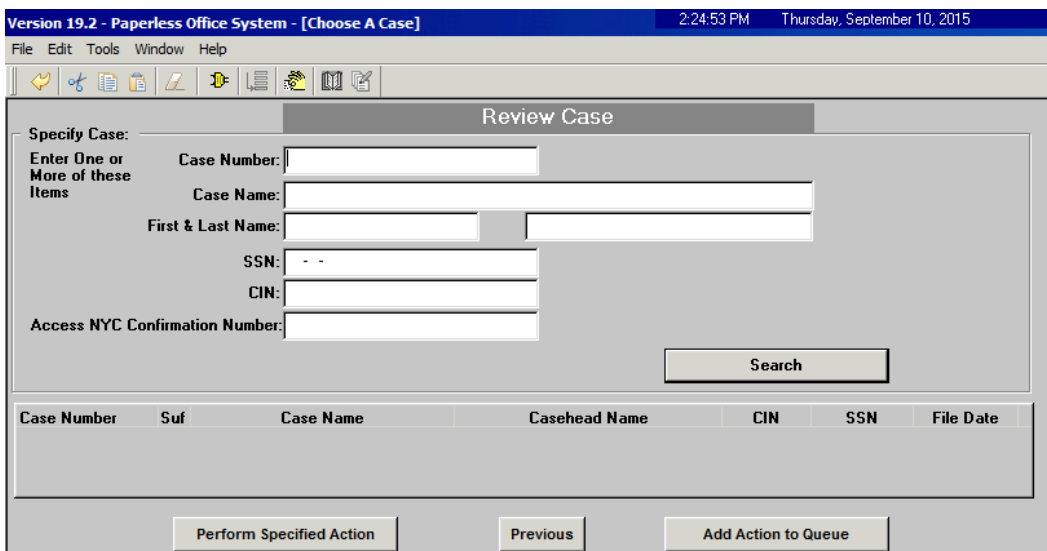 Version 19.2 - Paperless Office System - [Choose A Case] 2:24:53 PM Thursday, September 10, 2015
File Edit Tools Window Help
Review Case
Specify Case:
Enter One or
More of these
Items
Case Number:
Case Name:
First & Last Name:
SSN: - -
CIN:
Access NYC Confirmation Number:
Search
Case Number Suf Case Name Casehead Name CIN SSN File Date
Perform Specified Action Previous Add Action to Queue